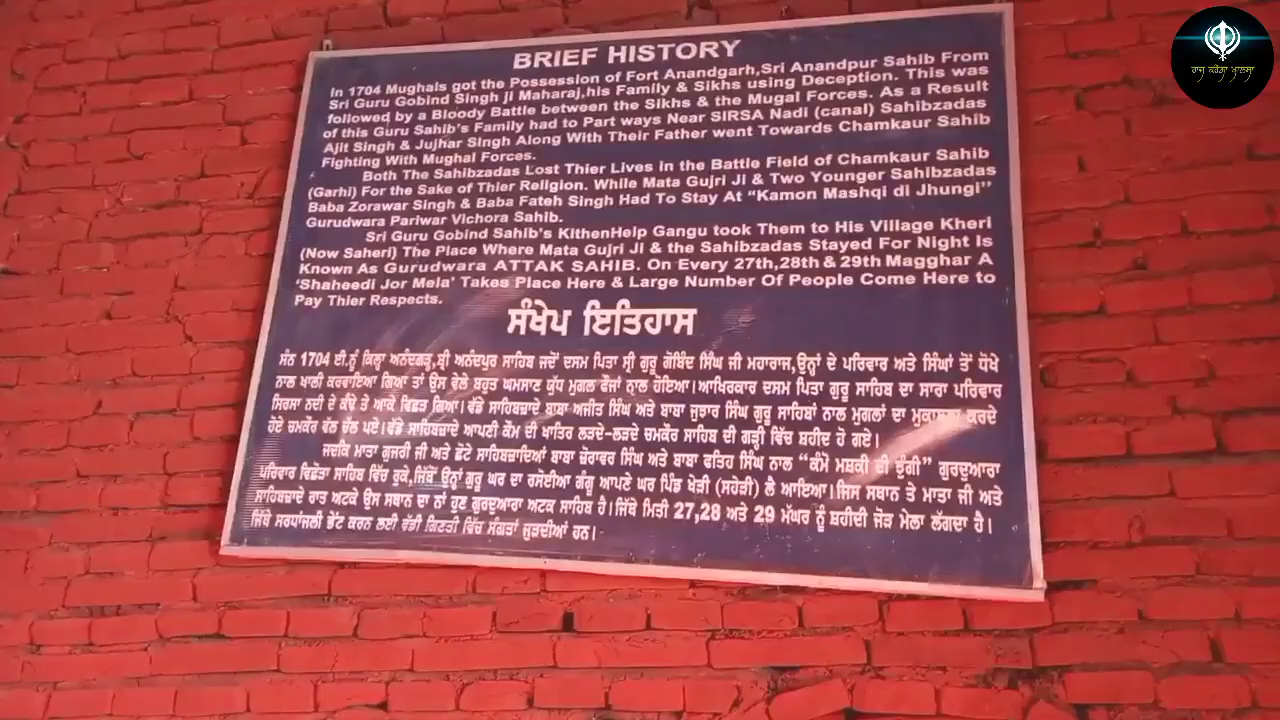 BRIEF HISTORY
In 1704 Mughals got the Possession of Fort Anandgarh,Sri Anandpur Sahib From
Sri Guru Gobind Singh ji Maharaj,his Family & Sikhs using Deception. This was
followed by a Bloody Battle between the Sikhs & the Mugal Forces. As a Result
of this Guru Sahib's Family had to Part ways Near SIRSA Nadi (canal) Sahibzadas
Ajit Singh & Jujhar Singh Along With Their Father went Towards Chamkaur Sahib
Fighting With Mughal Forces.
Both The Sahibzadas Lost Thier Lives in the Battle Field of Chamkaur Sahib
(Garhi) For the Sake of Thier Religion. While Mata Gujri Ji & Two Younger Sahibzadas
Baba Zorawar Singh & Baba Fateh Singh Had To Stay At “Kamon Mashqi di Jhungi”
Gurudwara Pariwar Vichora Sahib.
Sri Guru Gobind Sahib's KithenHelp Gangu took Them to His Village Kheri
(Now Saheri) The Place Where Mata Gujri Ji & the Sahibzadas Stayed For Night Is
Known As Gurudwara ATTAK SAHIB. On Every 27th,28th & 29th Magghar A
‘Shaheedi Jor Mela’ Takes Place Here & Large Number Of People Come Here to
Pay Thier Respects.
ਸੰਖੇਪ ਇਤਿਹਾਸ
ਸੰਨ 1704 ਈ.ਨੂੰ ਕਿਲ੍ਹਾ ਅਨੰਦਗੜ੍ਹ,ਸ਼੍ਰੀ ਅਨੰਦਪੁਰ ਸਾਹਿਬ ਜਦੋਂ ਦਸਮ ਪਿਤਾ ਸ੍ਰੀ ਗੁਰੂ ਗੋਬਿੰਦ ਸਿੰਘ ਜੀ ਮਹਾਰਾਜ,ਉਨ੍ਹਾਂ ਦੇ ਪਰਿਵਾਰ ਅਤੇ ਸਿੰਘਾਂ ਤੋਂ ਧੋਖੇ
ਨਾਲ ਖਾਲੀ ਕਰਵਾਇਆ ਗਿਆ ਤਾਂ ਉਸ ਵੇਲੇ ਬਹੁਤ ਘਮਸਾਣ ਯੁੱਧ ਮੁਗਲ ਫੌਜਾਂ ਨਾਲ ਹੋਇਆ।ਆਖਿਰਕਾਰ ਦਸਮ ਪਿਤਾ ਗੁਰੂ ਸਾਹਿਬ ਦਾ ਸਾਰਾ ਪਰਿਵਾਰ
ਸਿਰਸਾ ਨਦੀ ਦੇ ਕੰਢੇ ਤੇ ਆਕੇ ਵਿਛੜ ਗਿਆ।ਵੱਡੇ ਸਾਹਿਬਜ਼ਾਦੇ ਬਾਬਾ ਅਜੀਤ ਸਿੰਘ ਅਤੇ ਬਾਬਾ ਜੁਝਾਰ ਸਿੰਘ ਗੁਰੂ ਸਾਹਿਬਾਂ ਨਾਲ ਮੁਗਲਾਂ ਦਾ ਕਰਦੇ
ਹੋਏ ਚਮਕੌਰ ਵੱਲ ਚੱਲ ਪਏ।ਵੱਡੇ ਸਾਹਿਬਜ਼ਾਦੇ ਆਪਣੀ ਕੌਮ ਦੀ ਖਾਤਿਰ ਲੜਦੇ-ਲੜਦੇ ਚਮਕੌਰ ਸਾਹਿਬ ਦੀ ਗੜੀ ਵਿੱਚ ਸ਼ਹੀਦ ਹੋ ਗਏ।
ਜਦਕਿ ਮਾਤਾ ਗੁਜਰੀ ਜੀ ਅਤੇ ਛੋਟੇ ਸਾਹਿਬਜ਼ਾਦਿਆਂ ਬਾਬਾ ਜ਼ੋਰਾਵਰ ਸਿੰਘ ਅਤੇ ਬਾਬਾ ਫਤਿਹ ਸਿੰਘ ਨਾਲ “ਕੰਮੋ ਮਸ਼ਕੀ ਦੀ ਝੁੰਗੀ” ਗੁਰਦੁਆਰਾ
ਪਰਿਵਾਰ ਵਿਛੋੜਾ ਸਾਹਿਬ ਵਿੱਚ ਰੁਕੇ,ਜਿੱਥੋਂ ਉਨ੍ਹਾਂ ਗੁਰੂ ਘਰ ਦਾ ਰਸੋਈਆ ਗੰਗੂ ਆਪਣੇ ਘਰ ਪਿੰਡ ਖੇੜੀ (ਸਹੇੜੀ) ਲੈ ਆਇਆ।ਜਿਸ ਸਥਾਨ ਤੇ ਮਾਤਾ ਜੀ ਅਤੇ
ਸਾਹਿਬਜ਼ਾਦੇ ਰਾਤ ਅਟਕੇ ਉਸ ਸਥਾਨ ਦਾ ਨਾਂ ਹੁਣ ਗੁਰਦੁਆਰਾ ਅਟਕ ਸਾਹਿਬ ਹੈ।ਜਿੱਥੇ ਮਿਤੀ 27,28 ਅਤੇ 29 ਮੱਘਰ ਨੂੰ ਸ਼ਹੀਦੀ ਜੋੜ ਮੇਲਾ ਲੱਗਦਾ ਹੈ।
ਜਿੱਥੇ ਸਰਧਾਂਜਲੀ ਭੇਂਟ ਕਰਨ ਲਈ ਵੱਡੀ ਗਿਣਤੀ ਵਿੱਚ ਸੰਗਤਾਂ ਜੁੜਦੀਆਂ ਹਨ।
ਰਾਜ ਕਰੇਗਾ ਖਾਲਸਾ